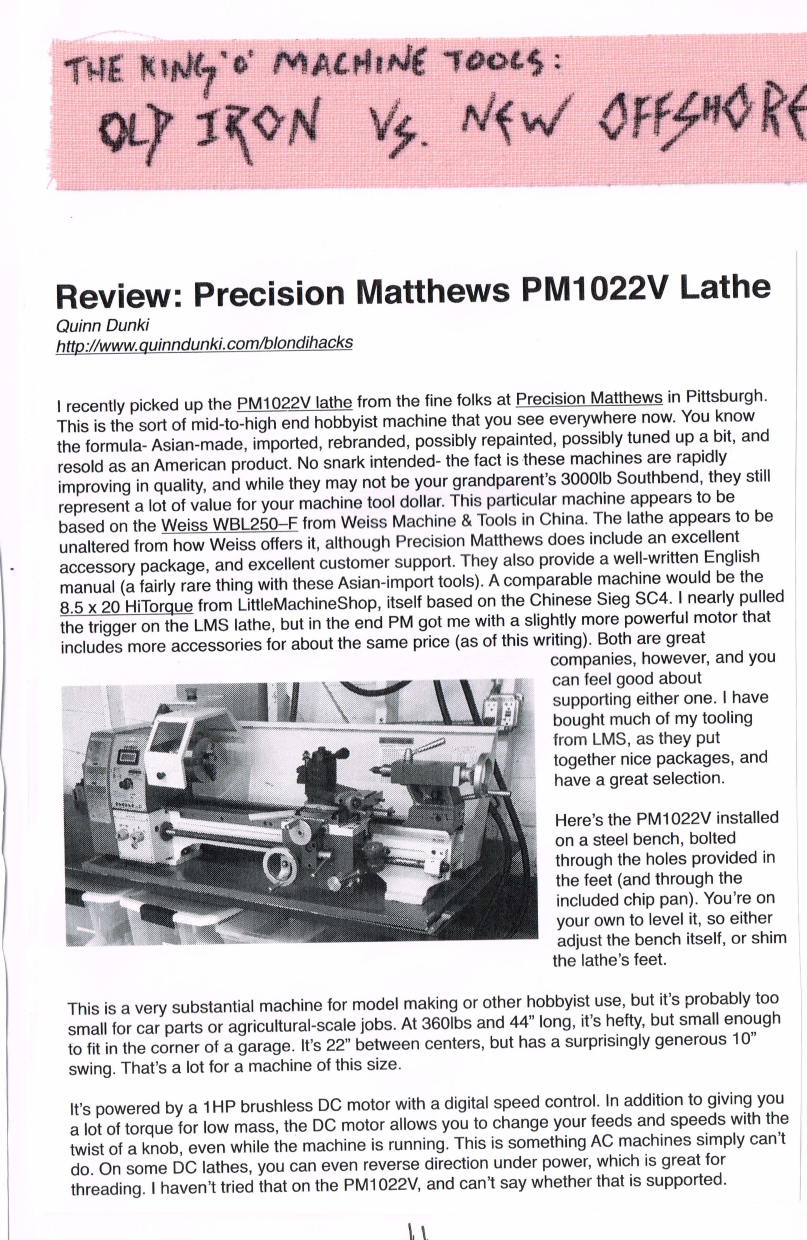 THE KING 'O' MACHINE TOOLS:
OLD IRON VS. NEW OFFSHORE
Review: Precision Matthews PM1022V Lathe
Quinn Dunki
http://www.quinndunki.com/blondihacks
I recently picked up the PM1022V lathe from the fine folks at Precision Matthews in Pittsburgh.
This is the sort of mid-to-high end hobbyist machine that you see everywhere now. You know
the formula- Asian-made, imported, rebranded, possibly repainted, possibly tuned up a bit, and
resold as an American product. No snark intended- the fact is these machines are rapidly
improving in quality, and while they may not be your grandparent's 3000lb Southbend, they still
represent a lot of value for your machine tool dollar. This particular machine appears to be
based on the Weiss WBL250–F from Weiss Machine & Tools in China. The lathe appears to be
unaltered from how Weiss offers it, although Precision Matthews does include an excellent
accessory package, and excellent customer support. They also provide a well-written English
manual (a fairly rare thing with these Asian-import tools). A comparable machine would be the
8.5 x 20 HiTorque from LittleMachineShop, itself based on the Chinese Sieg SC4. I nearly pulled
the trigger on the LMS lathe, but in the end PM got me with a slightly more powerful motor that
includes more accessories for about the same price (as of this writing). Both are great
companies, however, and you
can feel good about
supporting either one. I have
bought much of my tooling
from LMS, as they put
together nice packages, and
have a great selection.
Here's the PM1022V installed
on a steel bench, bolted
through the holes provided in
the feet (and through the
included chip pan). You're on
your own to level it, so either
adjust the bench itself, or shim
the lathe's feet.
This is a very substantial machine for model making or other hobbyist use, but it's probably too
small for car parts or agricultural-scale jobs. At 360lbs and 44” long, it's hefty, but small enough
to fit in the corner of a garage. It's 22” between centers, but has a surprisingly generous 10”
swing. That's a lot for a machine of this size.
It's powered by a 1HP brushless DC motor with a digital speed control. In addition to giving you
a lot of torque for low mass, the DC motor allows you to change your feeds and speeds with the
twist of a knob, even while the machine is running. This is something AC machines simply can't
do. On some DC lathes, you can even reverse direction under power, which is great for
threading. I haven't tried that on the PM1022V, and can't say whether that is supported.